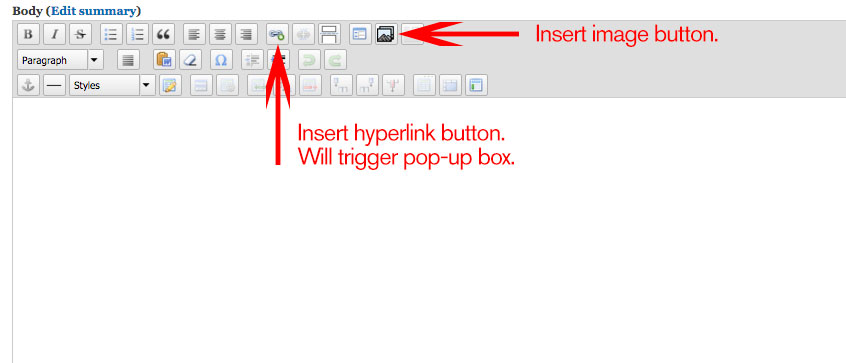 Body (Edit summary)
B I S
Insert image button.
Paragraph
Ω
Styles
Insert hyperlink button.
Will trigger pop-up box.